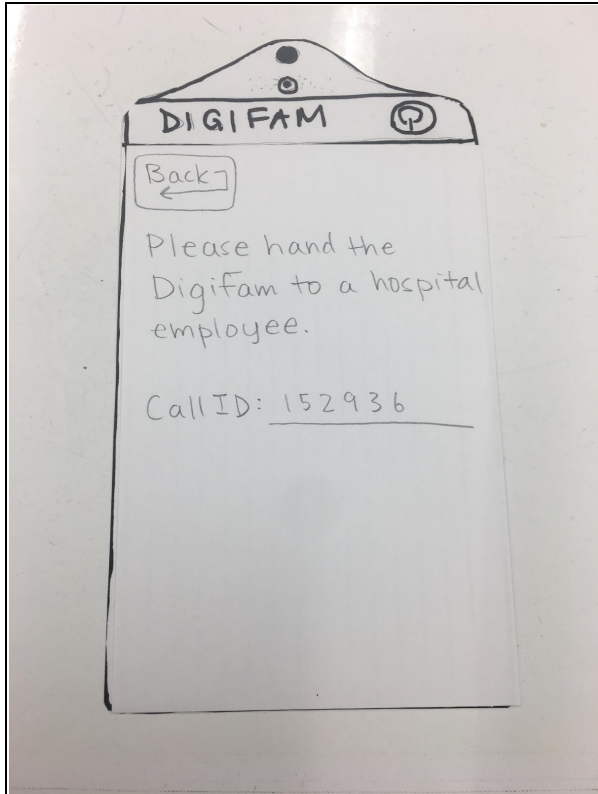 DIGIFAM
Back
Please hand the
DigiFam to a hospital
employee.
Call ID: 152936